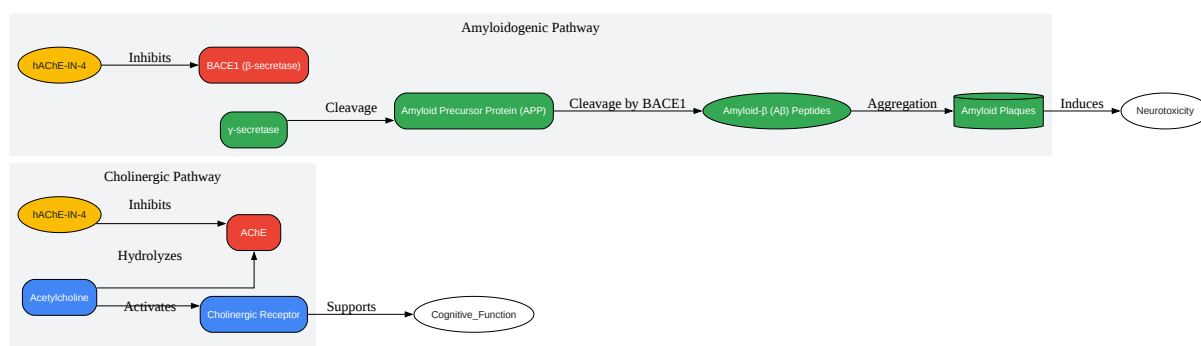 Amyloidogenic Pathway
hAChE-IN-4
Inhibits
BACE1 (β-secretase)
γ-secretase
Cleavage
Amyloid Precursor Protein (APP)
Cleavage by BACE1
Amyloid-β (Aβ) Peptides
Aggregation
Amyloid Plaques
Induces
Neurotoxicity
Cholinergic Pathway
hAChE-IN-4
Inhibits
AChE
Hydrolyzes
Acetylcholine
Activates
Cholinergic Receptor
Supports
Cognitive_Function